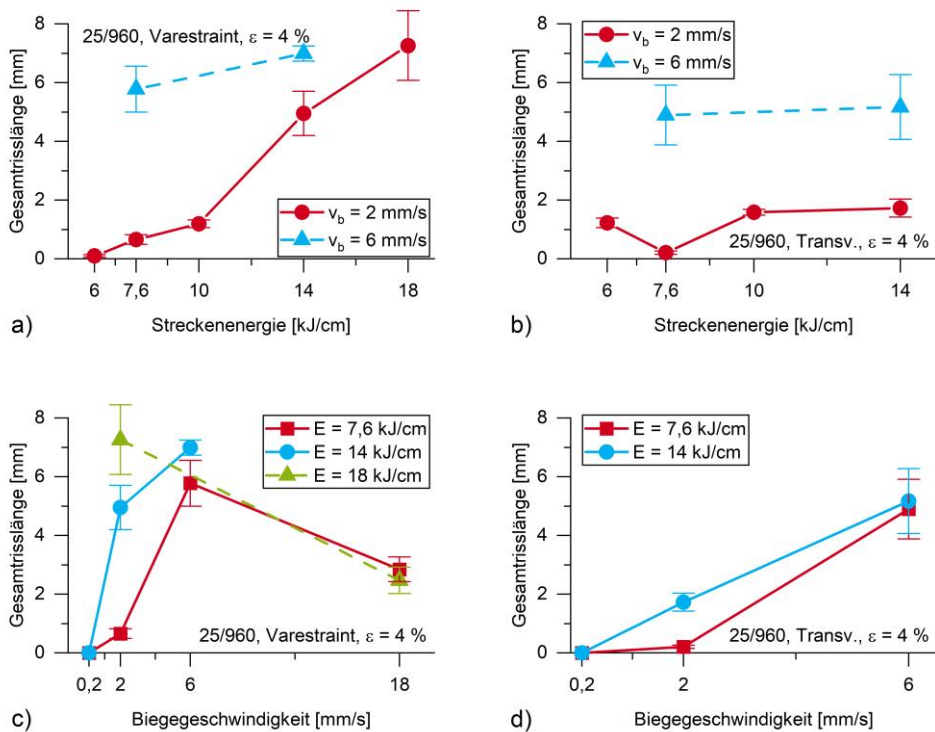 8
6
4
2
0
Gesamtrisslänge [mm]
25/960, Varestraint, ε = 4 %
v_b = 2 mm/s
v_b = 6 mm/s
6 7,6 10 14 18
a) Streckenenergie [kJ/cm]
8
6
4
2
0
Gesamtrisslänge [mm]
v_b = 2 mm/s
v_b = 6 mm/s
25/960, Transv., ε = 4 %
6 7,6 10 14
b) Streckenenergie [kJ/cm]
8
6
4
2
0
Gesamtrisslänge [mm]
E = 7,6 kJ/cm
E = 14 kJ/cm
E = 18 kJ/cm
25/960, Varestraint, ε = 4 %
0,2 2 6 18
c) Biegegeschwindigkeit [mm/s]
8
6
4
2
0
Gesamtrisslänge [mm]
E = 7,6 kJ/cm
E = 14 kJ/cm
25/960, Transv., ε = 4 %
0,2 2 6
d) Biegegeschwindigkeit [mm/s]